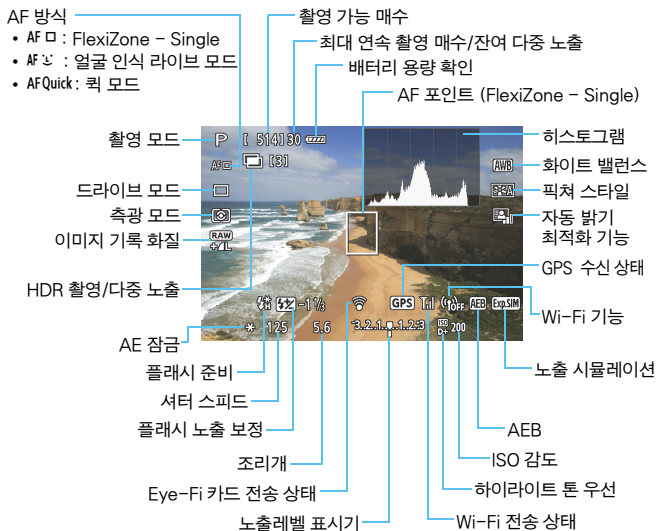 AF 방식
• AF □ : FlexiZone - Single
• AF : 얼굴 인식 라이브 모드
• AFQuick : 퀵 모드
촬영 가능 매수
최대 연속 촬영 매수/잔여 다중 노출
배터리 용량 확인
AF 포인트 (FlexiZone - Single)
촬영 모드
P [ 514] 30
히스토그램
AF □ [3]
AWB
화이트 밸런스
드라이브 모드
픽쳐 스타일
측광 모드
자동 밝기
최적화 기능
이미지 기록 화질
RAW
+L
GPS 수신 상태
HDR 촬영/다중 노출
H -1 ⅓ GPS OFF AEB Exp.SIM
Wi-Fi 기능
125 5.6 3..2..1..▼..1..2..3 ISO D+ 200
AE 잠금
플래시 준비
노출 시뮬레이션
셔터 스피드
플래시 노출 보정
AEB
조리개
ISO 감도
Eye-Fi 카드 전송 상태
하이라이트 톤 우선
노출레벨 표시기
Wi-Fi 전송 상태